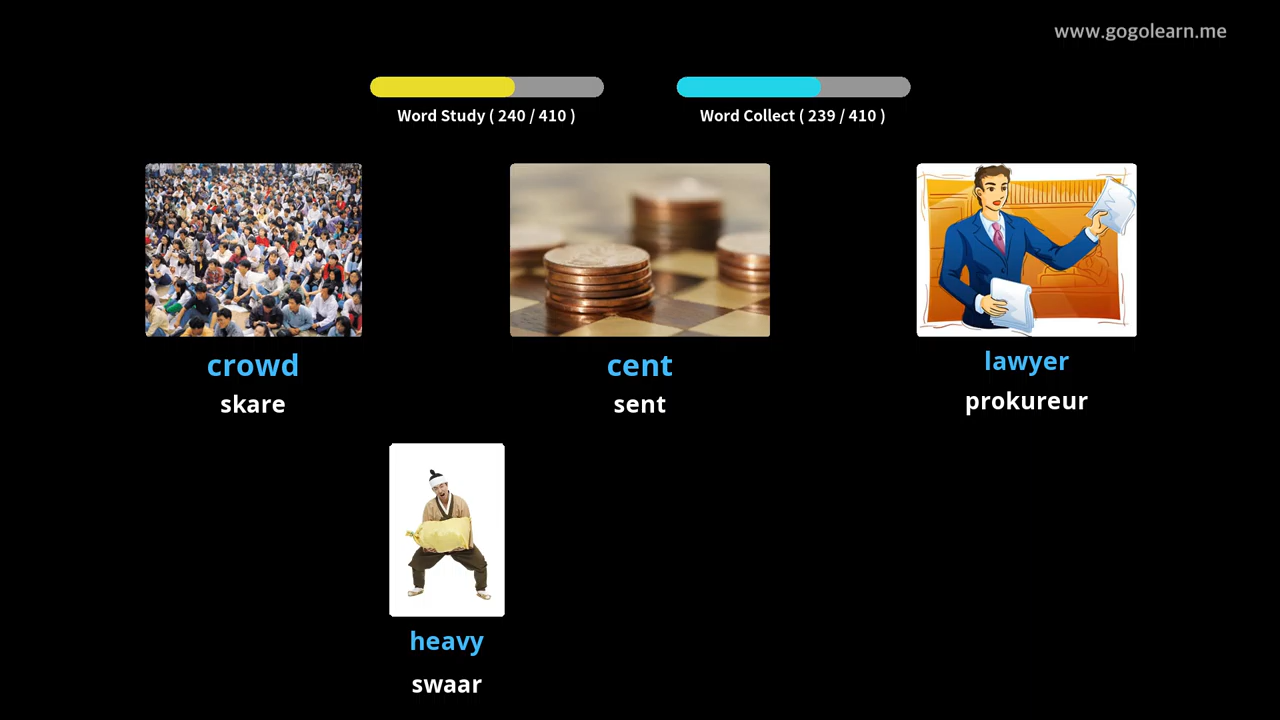 www.gogolearn.me
Word Study ( 240 / 410 )
Word Collect ( 239 / 410 )
crowd
skare
cent
sent
lawyer
prokureur
heavy
swaar